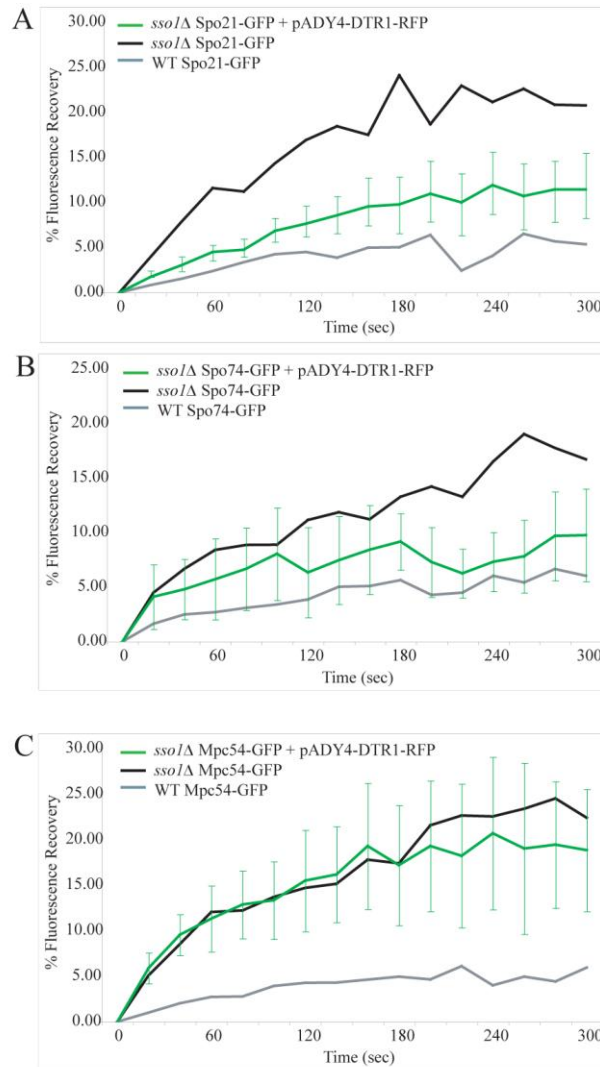 A
sso1Δ Spo21-GFP + pADY4-DTR1-RFP
sso1Δ Spo21-GFP
WT Spo21-GFP
% Fluorescence Recovery
30.00
25.00
20.00
15.00
10.00
5.00
0.00
0 60 120 180 240 300
Time (sec)
B
sso1Δ Spo74-GFP + pADY4-DTR1-RFP
sso1Δ Spo74-GFP
WT Spo74-GFP
% Fluorescence Recovery
25.00
20.00
15.00
10.00
5.00
0.00
0 60 120 180 240 300
Time (sec)
C
sso1Δ Mpc54-GFP + pADY4-DTR1-RFP
sso1Δ Mpc54-GFP
WT Mpc54-GFP
% Fluorescence Recovery
30.00
25.00
20.00
15.00
10.00
5.00
0.00
0 60 120 180 240 300
Time (sec)